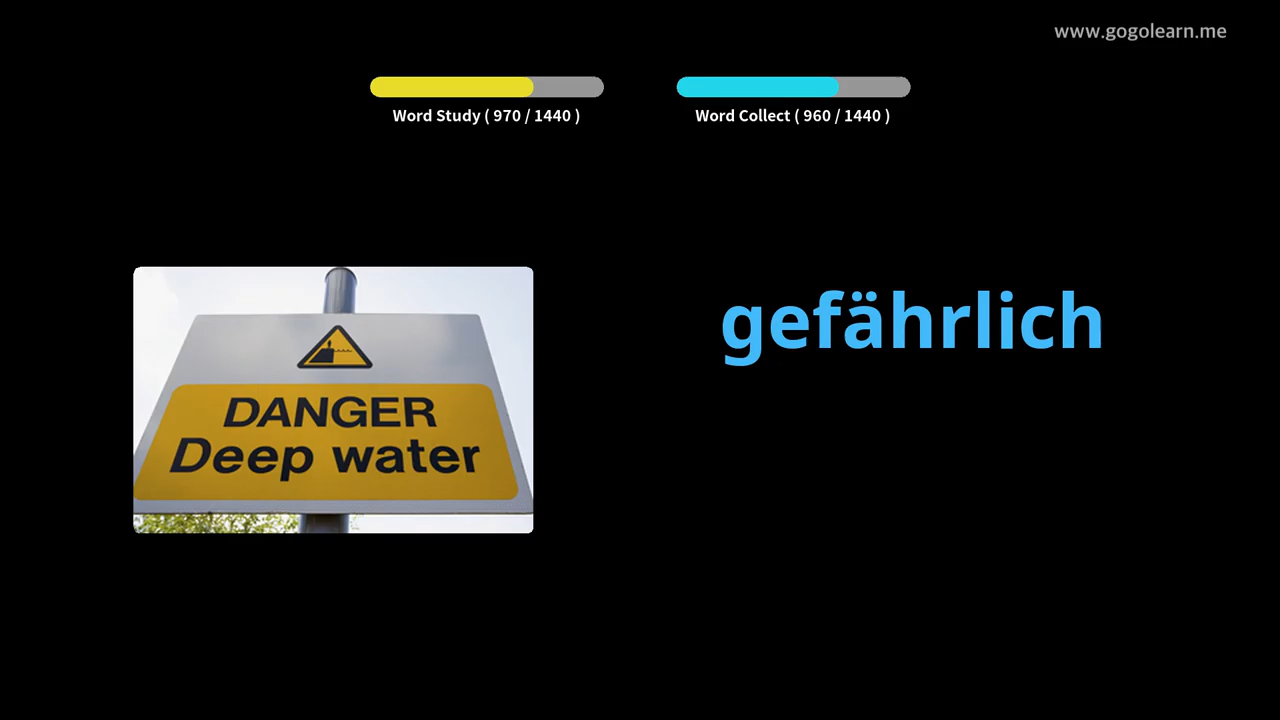 www.gogolearn.me
Word Study ( 970 / 1440 )
Word Collect ( 960 / 1440 )
DANGER
Deep water
gefährlich